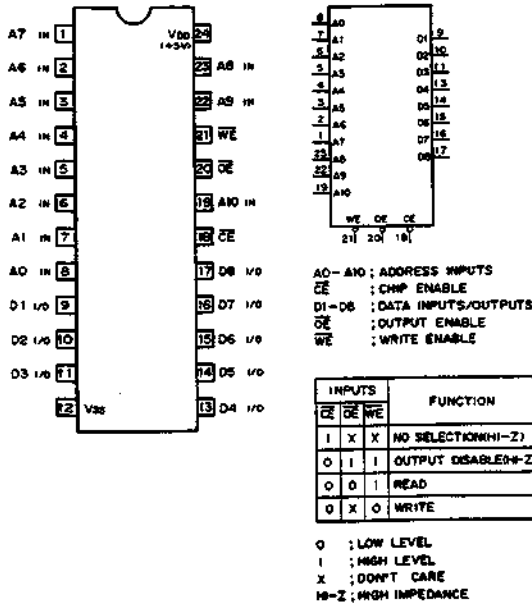 A7 IN 1
VDD 24
(+5V)
A6 IN 2
23 A8 IN
A5 IN 3
22 A9 IN
A4 IN 4
21 WE
A3 IN 5
20 OE
A2 IN 6
19 A10 IN
A1 IN 7
18 CE
A0 IN 8
17 D8 I/O
D1 I/O 9
16 D7 I/O
D2 I/O 10
15 D6 I/O
D3 I/O 11
14 D5 I/O
12 VSS
13 D4 I/O
8 A0
7 A1
6 A2
5 A3
4 A4
3 A5
2 A6
1 A7
23 A8
22 A9
19 A10
D1 9
D2 10
D3 11
D4 13
D5 14
D6 15
D7 16
D8 17
WE OE CE
21 20 18
A0-A10 ; ADDRESS INPUTS
CE ; CHIP ENABLE
D1-D8 ; DATA INPUTS/OUTPUTS
OE ; OUTPUT ENABLE
WE ; WRITE ENABLE
INPUTS FUNCTION
CE OE WE
1 X X NO SELECTION(HI-Z)
0 1 1 OUTPUT DISABLE(HI-Z
0 0 1 READ
0 X 0 WRITE
0 ; LOW LEVEL
1 ; HIGH LEVEL
X ; DON'T CARE
HI-Z ; HIGH IMPEDANCE